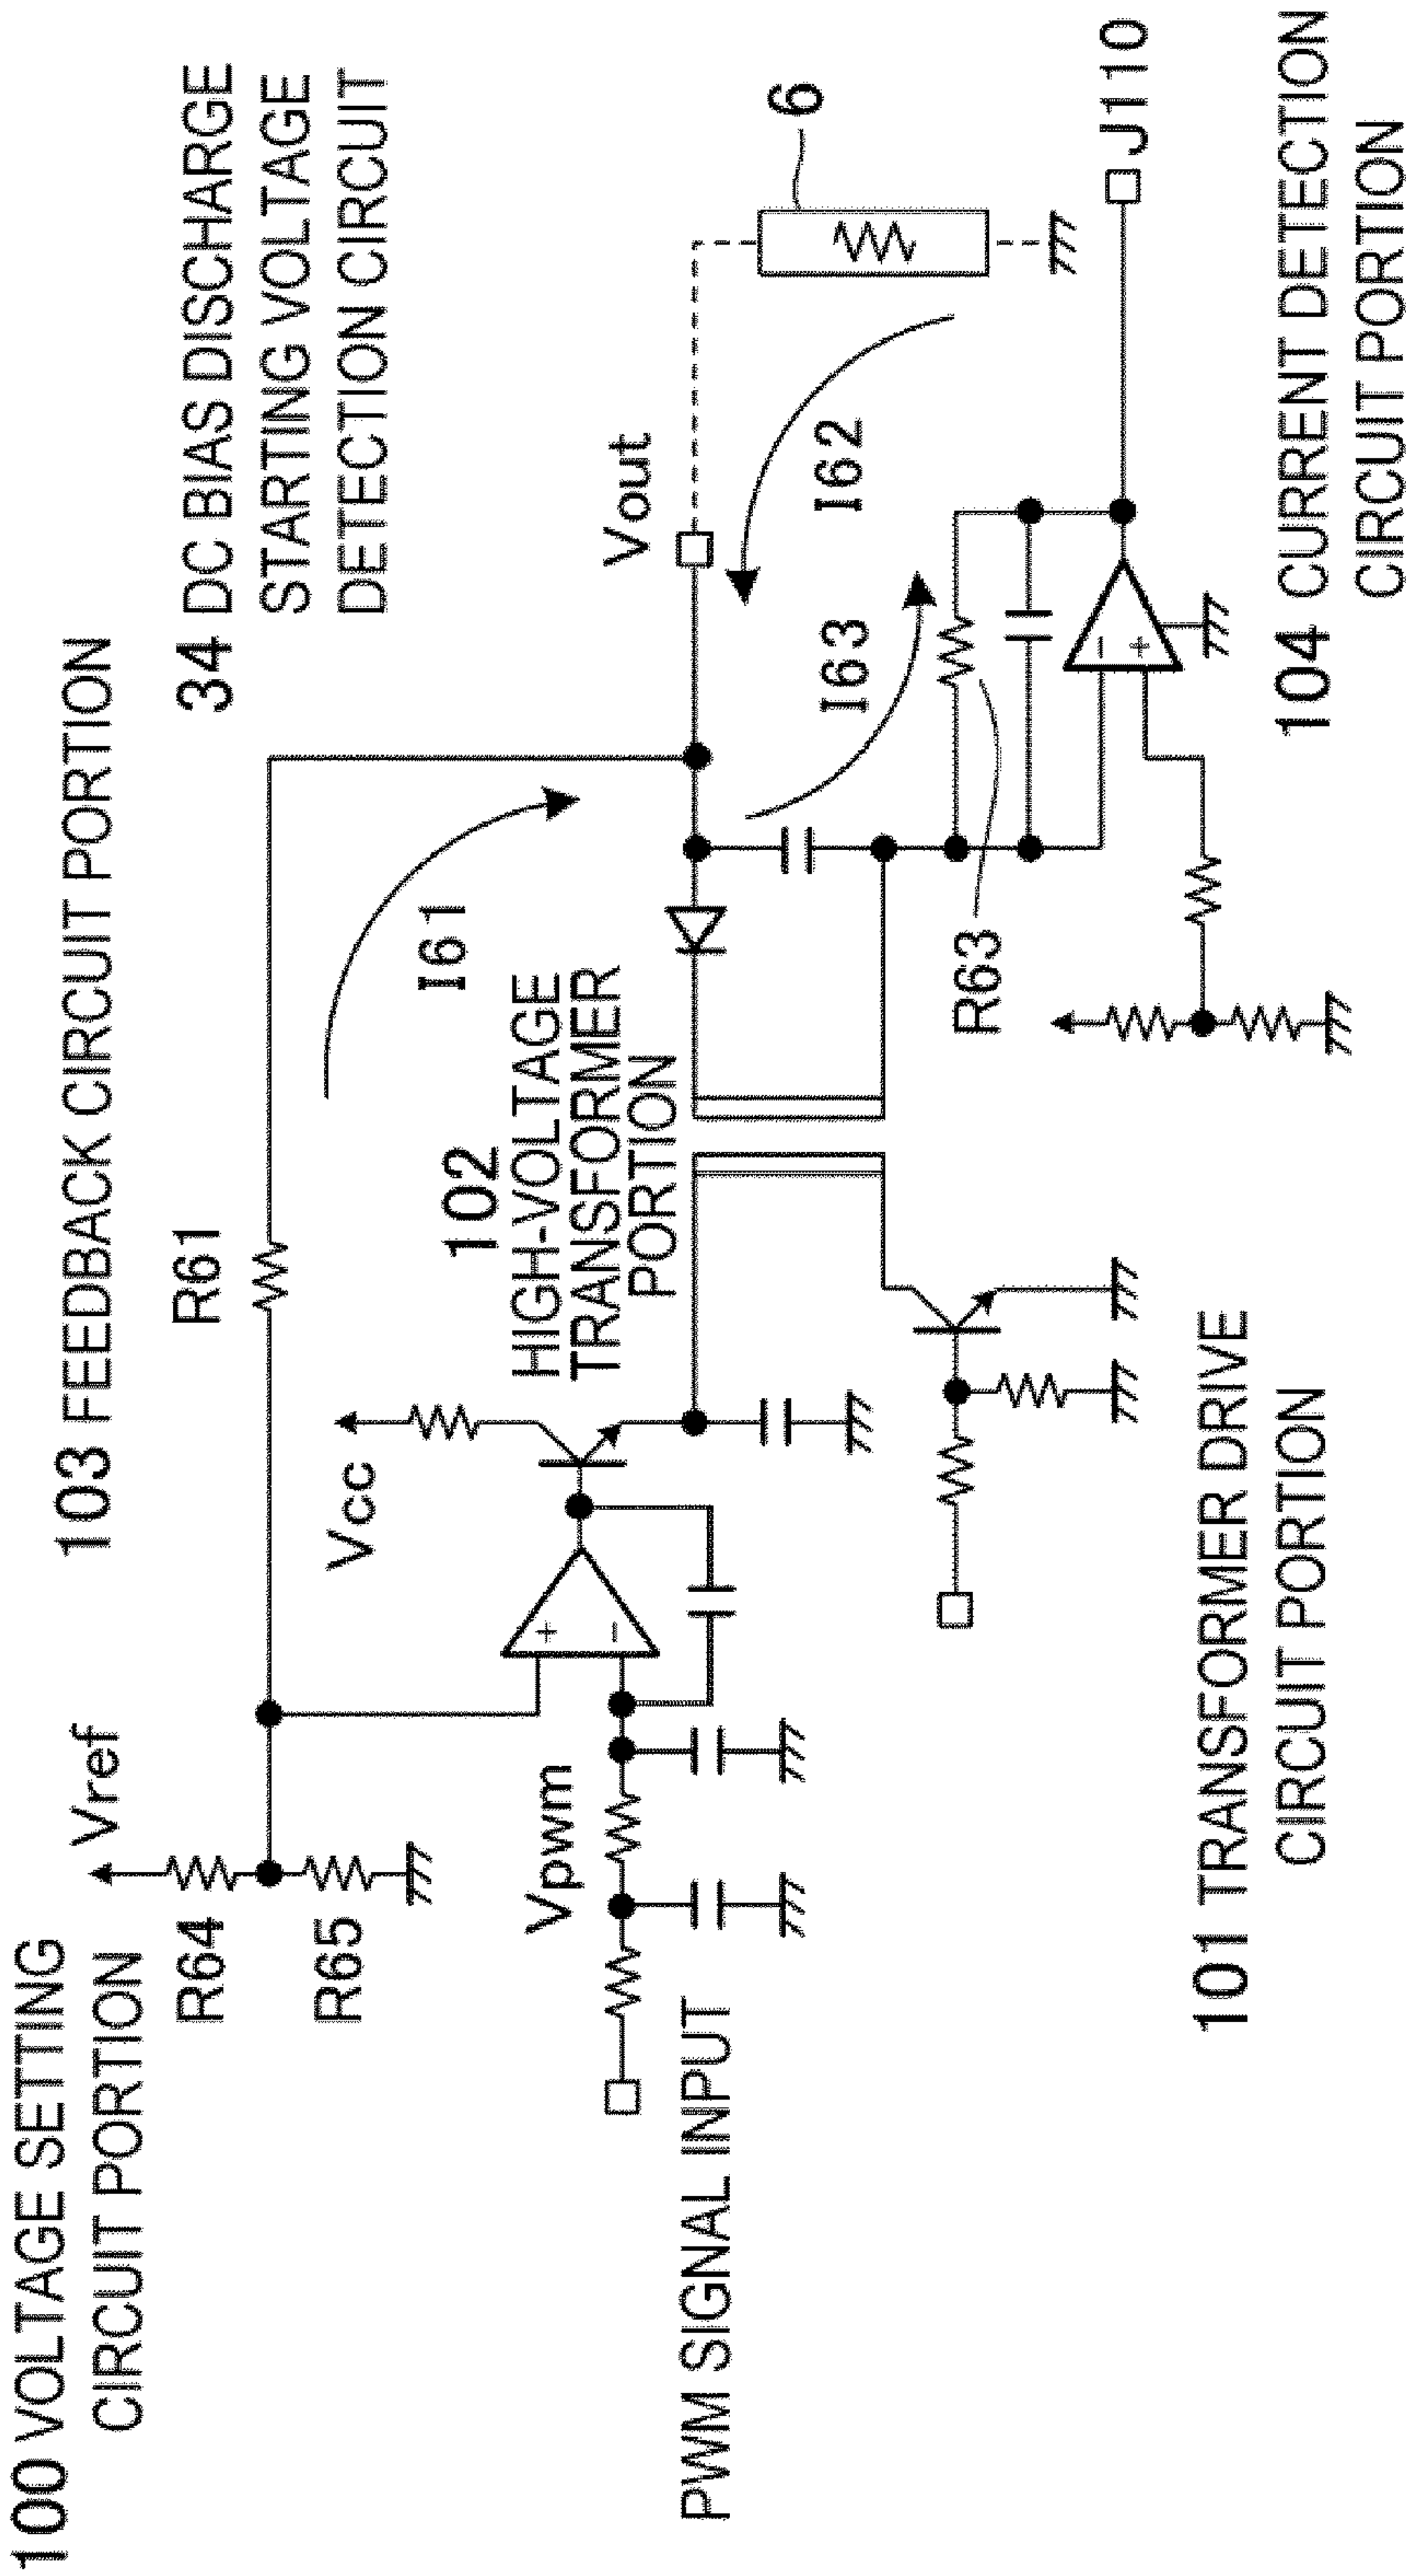 100 VOLTAGE SETTING
CIRCUIT PORTION
103 FEEDBACK CIRCUIT PORTION
34 DC BIAS DISCHARGE
STARTING VOLTAGE
DETECTION CIRCUIT
Vref
R64
R65
R61
Vcc
I61
102
HIGH-VOLTAGE
TRANSFORMER
PORTION
Vout
6
I62
I63
Vpwm
+
−
PWM SIGNAL INPUT
R63
−
+
J110
101 TRANSFORMER DRIVE
CIRCUIT PORTION
104 CURRENT DETECTION
CIRCUIT PORTION